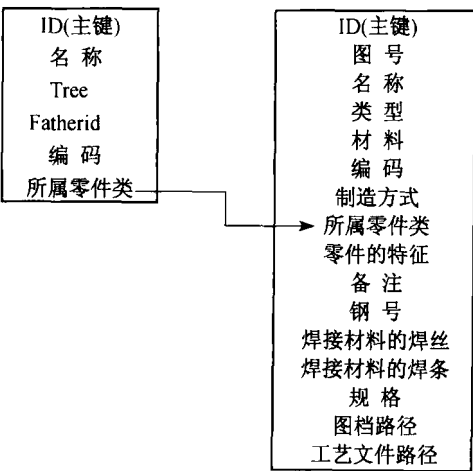 ID(主键)
名 称
Tree
Fatherid
编 码
所属零件类
ID(主键)
图 号
名 称
类 型
材 料
编 码
制造方式
所属零件类
零件的特征
备 注
钢 号
焊接材料的焊丝
焊接材料的焊条
规 格
图档路径
工艺文件路径